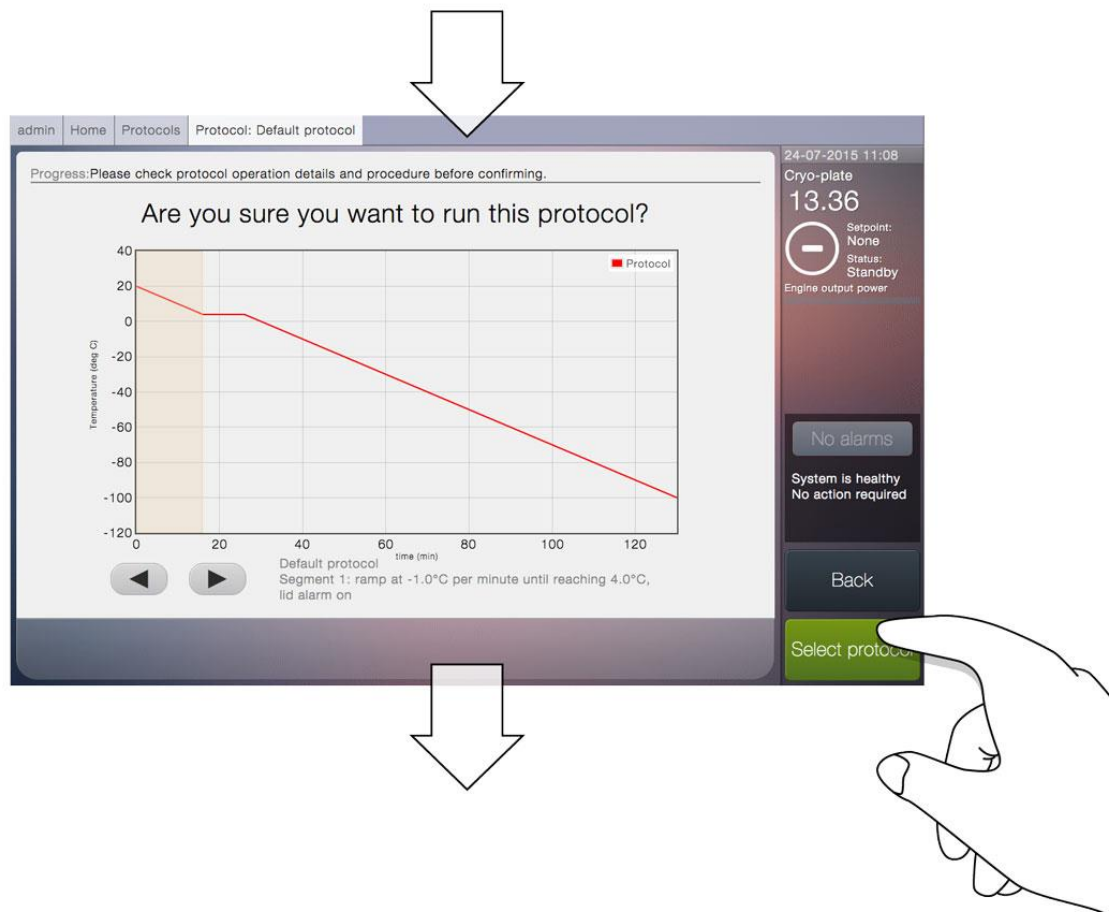 admin Home Protocols Protocol: Default protocol
Progress:Please check protocol operation details and procedure before confirming.
Are you sure you want to run this protocol?
40
20
0
-20
-40
-60
-80
-100
-120
Temperature (deg C)
Protocol
0 20 40 60 80 100 120
time (min)
Default protocol
Segment 1: ramp at -1.0°C per minute until reaching 4.0°C,
lid alarm on
24-07-2015 11:08
Cryo-plate
13.36
Setpoint:
None
Status:
Standby
Engine output power
No alarms
System is healthy
No action required
Back
Select protocol